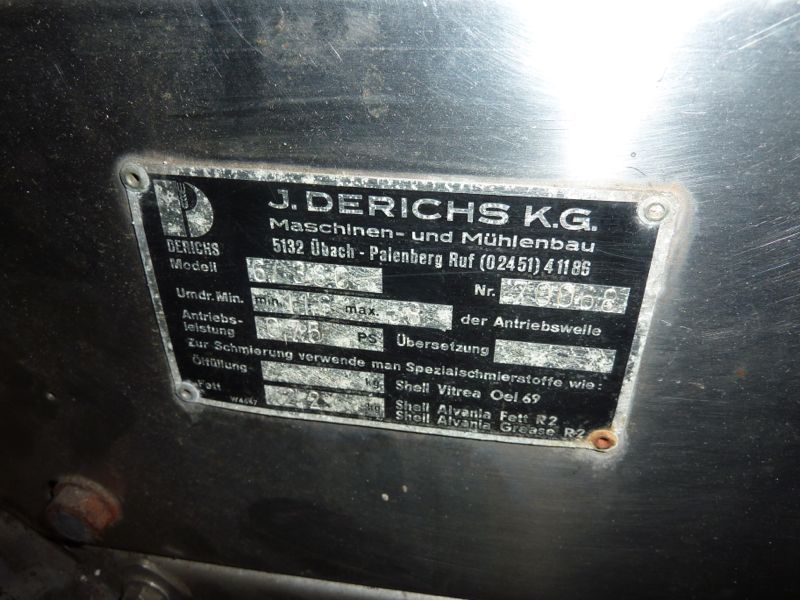 J. DERICHS K.G.
Maschinen- und Mühlenbau
DERICHS
5132 Übach - Palenberg Ruf (02451) 41186
Modell
Nr.
Umdr. Min. min. max. der Antriebswelle
Antriebs-
leistung PS Übersetzung
Zur Schmierung verwende man Spezialschmierstoffe wie:
Ölfüllung kg Shell Vitrea Oel 69
Fett 2 kg Shell Alvania Fett R2
Shell Alvania Grease R2